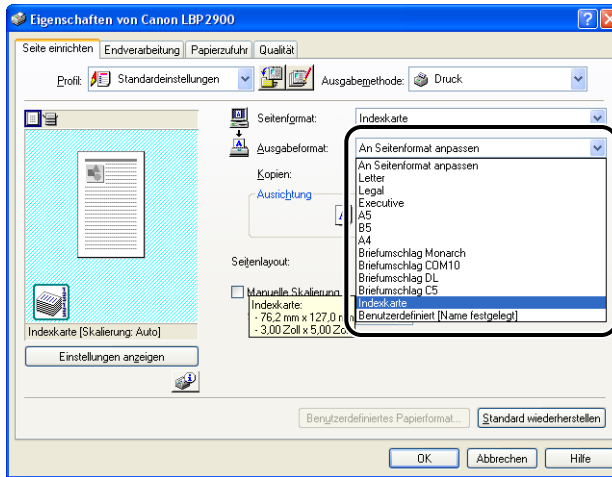 Eigenschaften von Canon LBP2900
Seite einrichten Endverarbeitung Papierzufuhr Qualität
Profil: Standardeinstellungen Ausgabemethode: Druck
Seitenformat: Indexkarte
Ausgabeformat: An Seitenformat anpassen
An Seitenformat anpassen
Letter
Legal
Executive
A5
B5
A4
Briefumschlag Monarch
Briefumschlag COM10
Briefumschlag DL
Briefumschlag C5
Indexkarte
Benutzerdefiniert [Name festgelegt]
Kopien:
Ausrichtung
A
Seitenlayout:
Manuelle Skalierung
Indexkarte:
- 76,2 mm x 127,0 mm
- 3,00 Zoll x 5,00
Indexkarte [Skalierung: Auto]
Einstellungen anzeigen
Benutzerdefiniertes Papierformat... Standard wiederherstellen
OK Abbrechen Hilfe